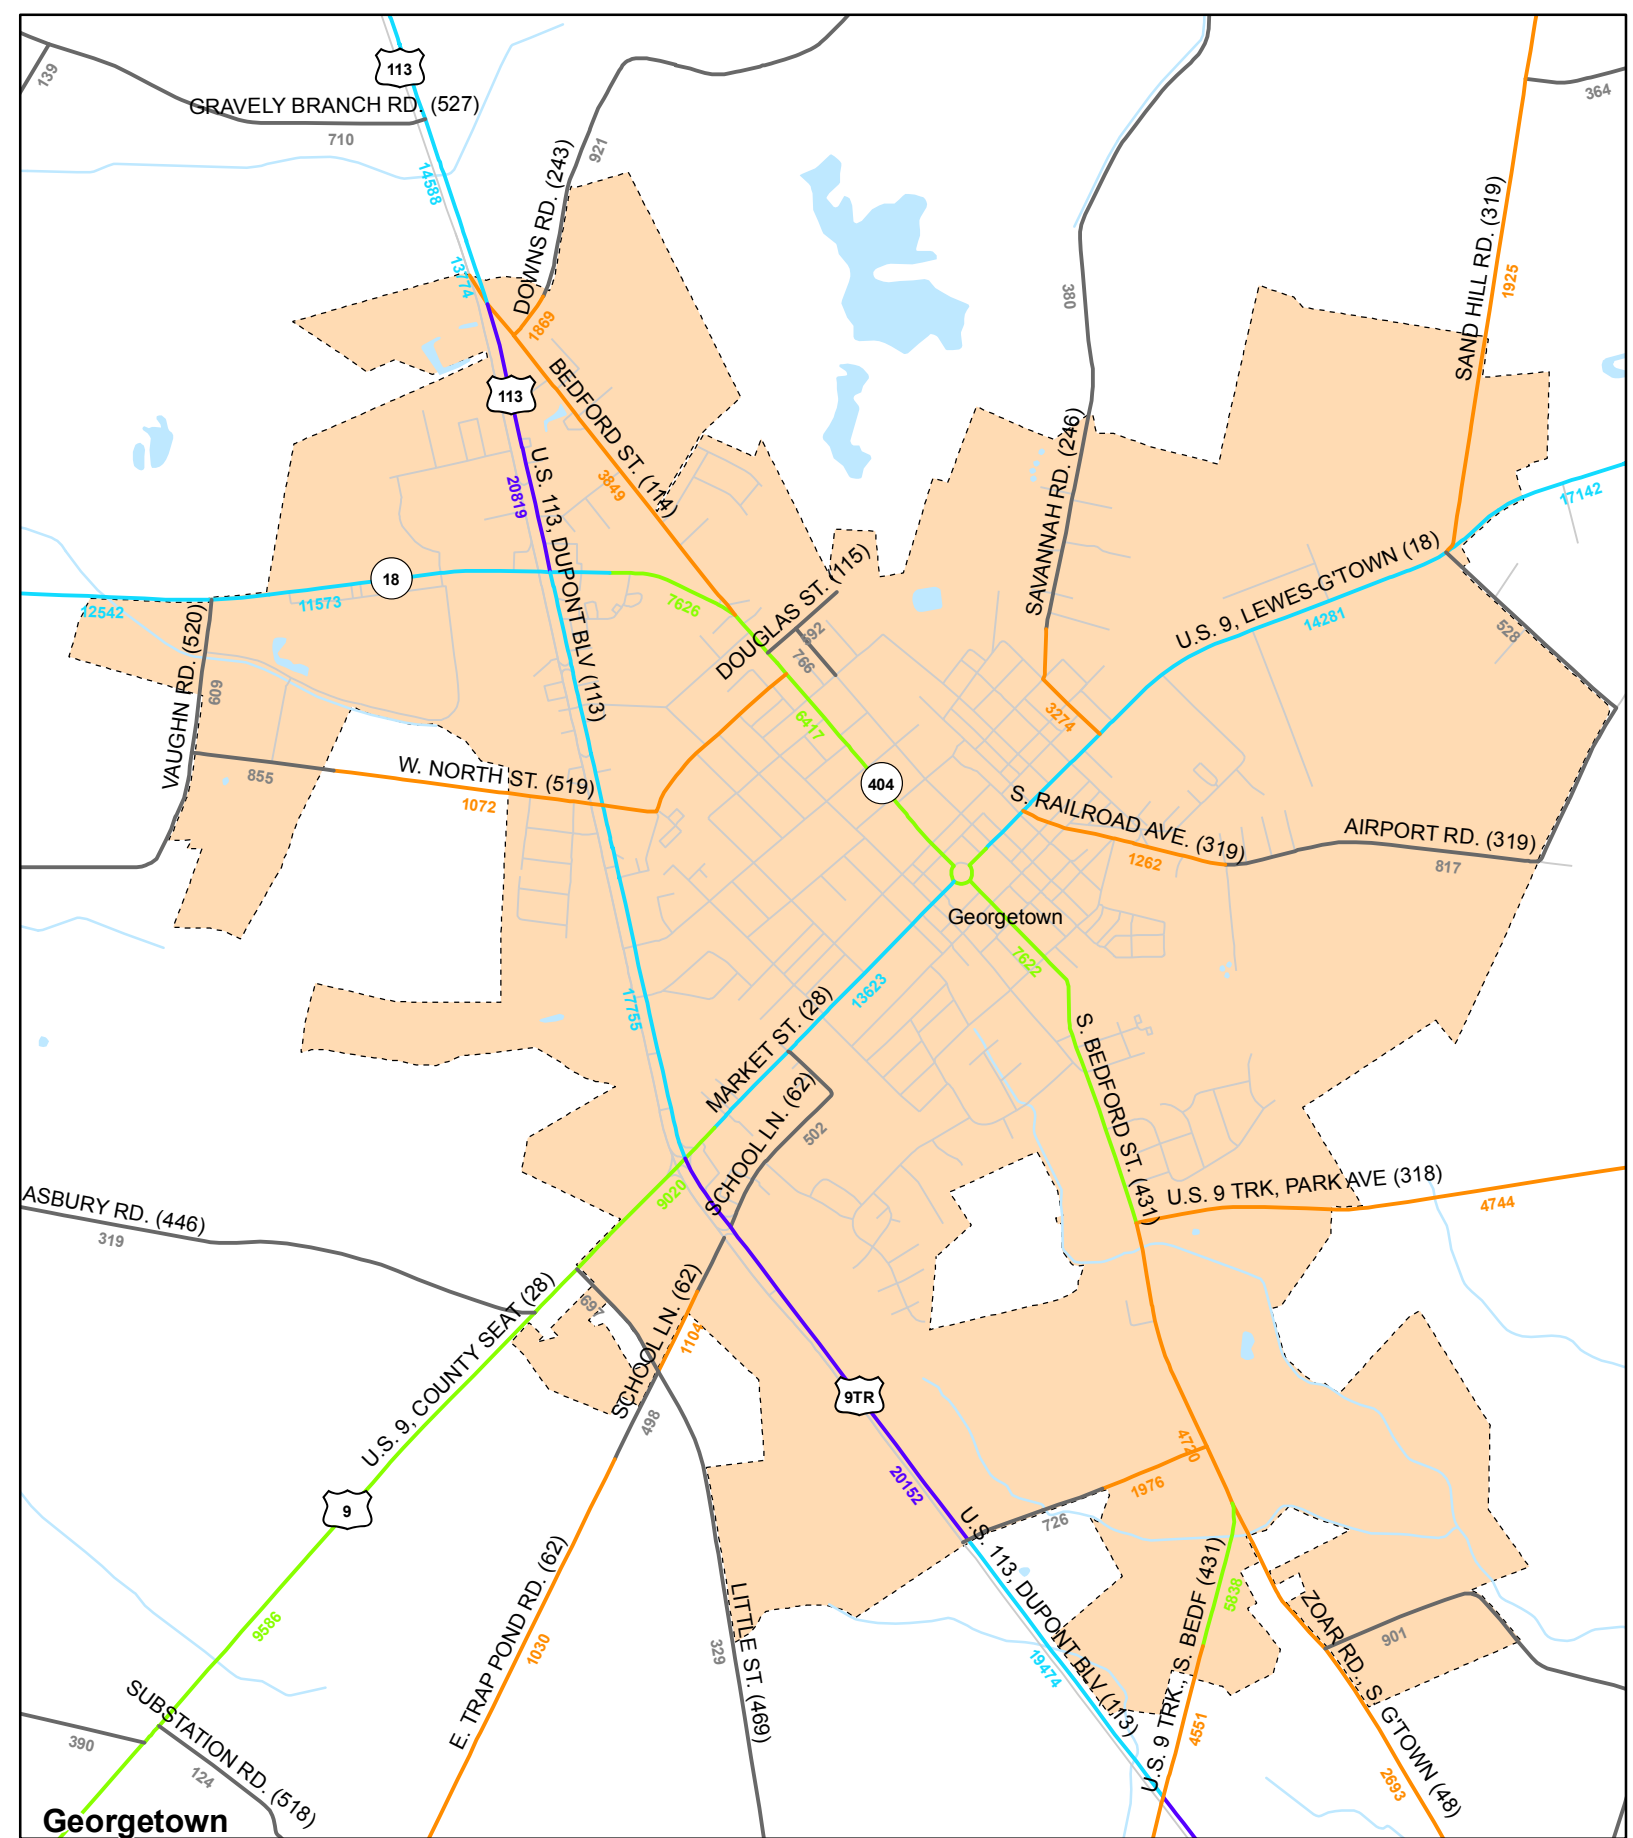 113
139
GRAVELY BRANCH RD. (527)
710
364
921
14588
DOWNS RD. (243)
SAND HILL RD. (319)
1925
13774
380
1869
113
BEDFORD ST. (114)
3849
SAVANNAH RD. (246)
20819
U.S. 113, DUPONT BLV (113)
17142
18
12542
11573
7626
DOUGLAS ST. (115)
692
766
U.S. 9, LEWES-G'TOWN (18)
14281
528
VAUGHN RD. (520)
609
3274
6417
855
W. NORTH ST. (519)
1072
404
S. RAILROAD AVE. (319)
1262
AIRPORT RD. (319)
817
Georgetown
7622
17755
MARKET ST. (28)
13623
SCHOOL LN. (62)
502
S. BEDFORD ST. (431)
U.S. 9 TRK, PARK AVE (318)
4744
9020
ASBURY RD. (446)
319
697
SCHOOL LN. (62)
1104
U.S. 9, COUNTY SEAT (28)
498
9TR
9
20152
4720
1976
726
U.S. 113, DUPONT BLV (113)
19474
E. TRAP POND RD. (62)
1030
LITTLE ST. (469)
329
U.S. 9 TRK., S. BEDF (431)
5838
4551
ZOAR RD., S. G'TOWN (48)
901
2693
9586
SUBSTATION RD. (518)
390
124
Georgetown